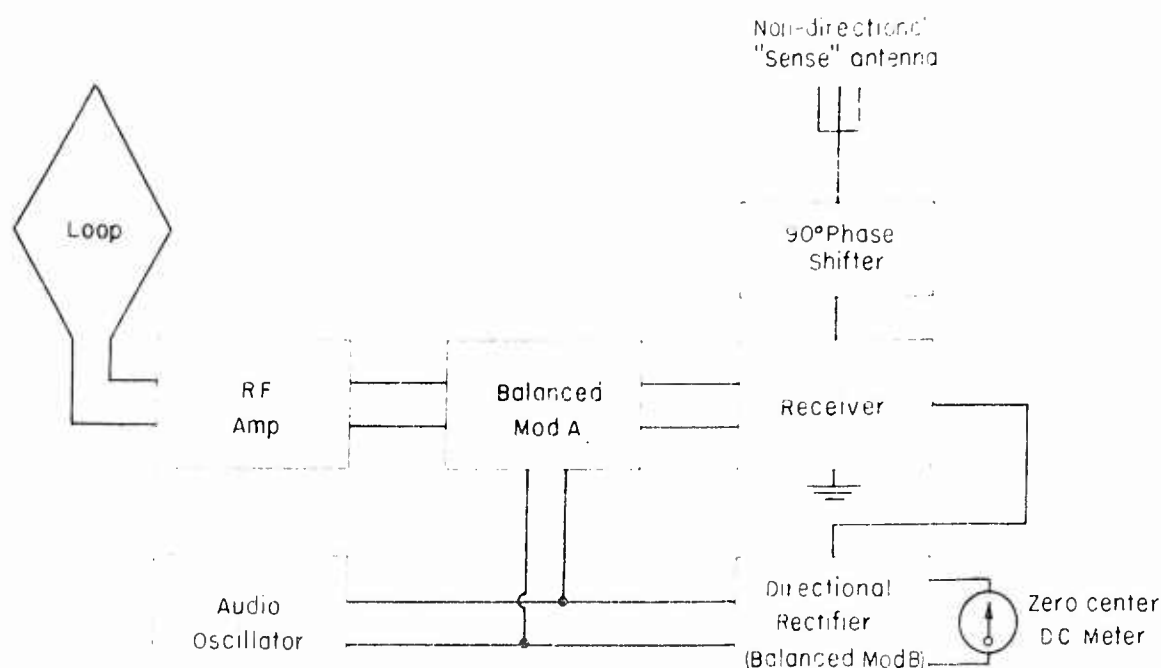 Non-directional
"Sense" antenna
Loop
90° Phase
Shifter
RF
Amp
Balanced
Mod A
Receiver
Audio
Oscillator
Directional
Rectifier
(Balanced Mod B)
Zero center
DC Meter